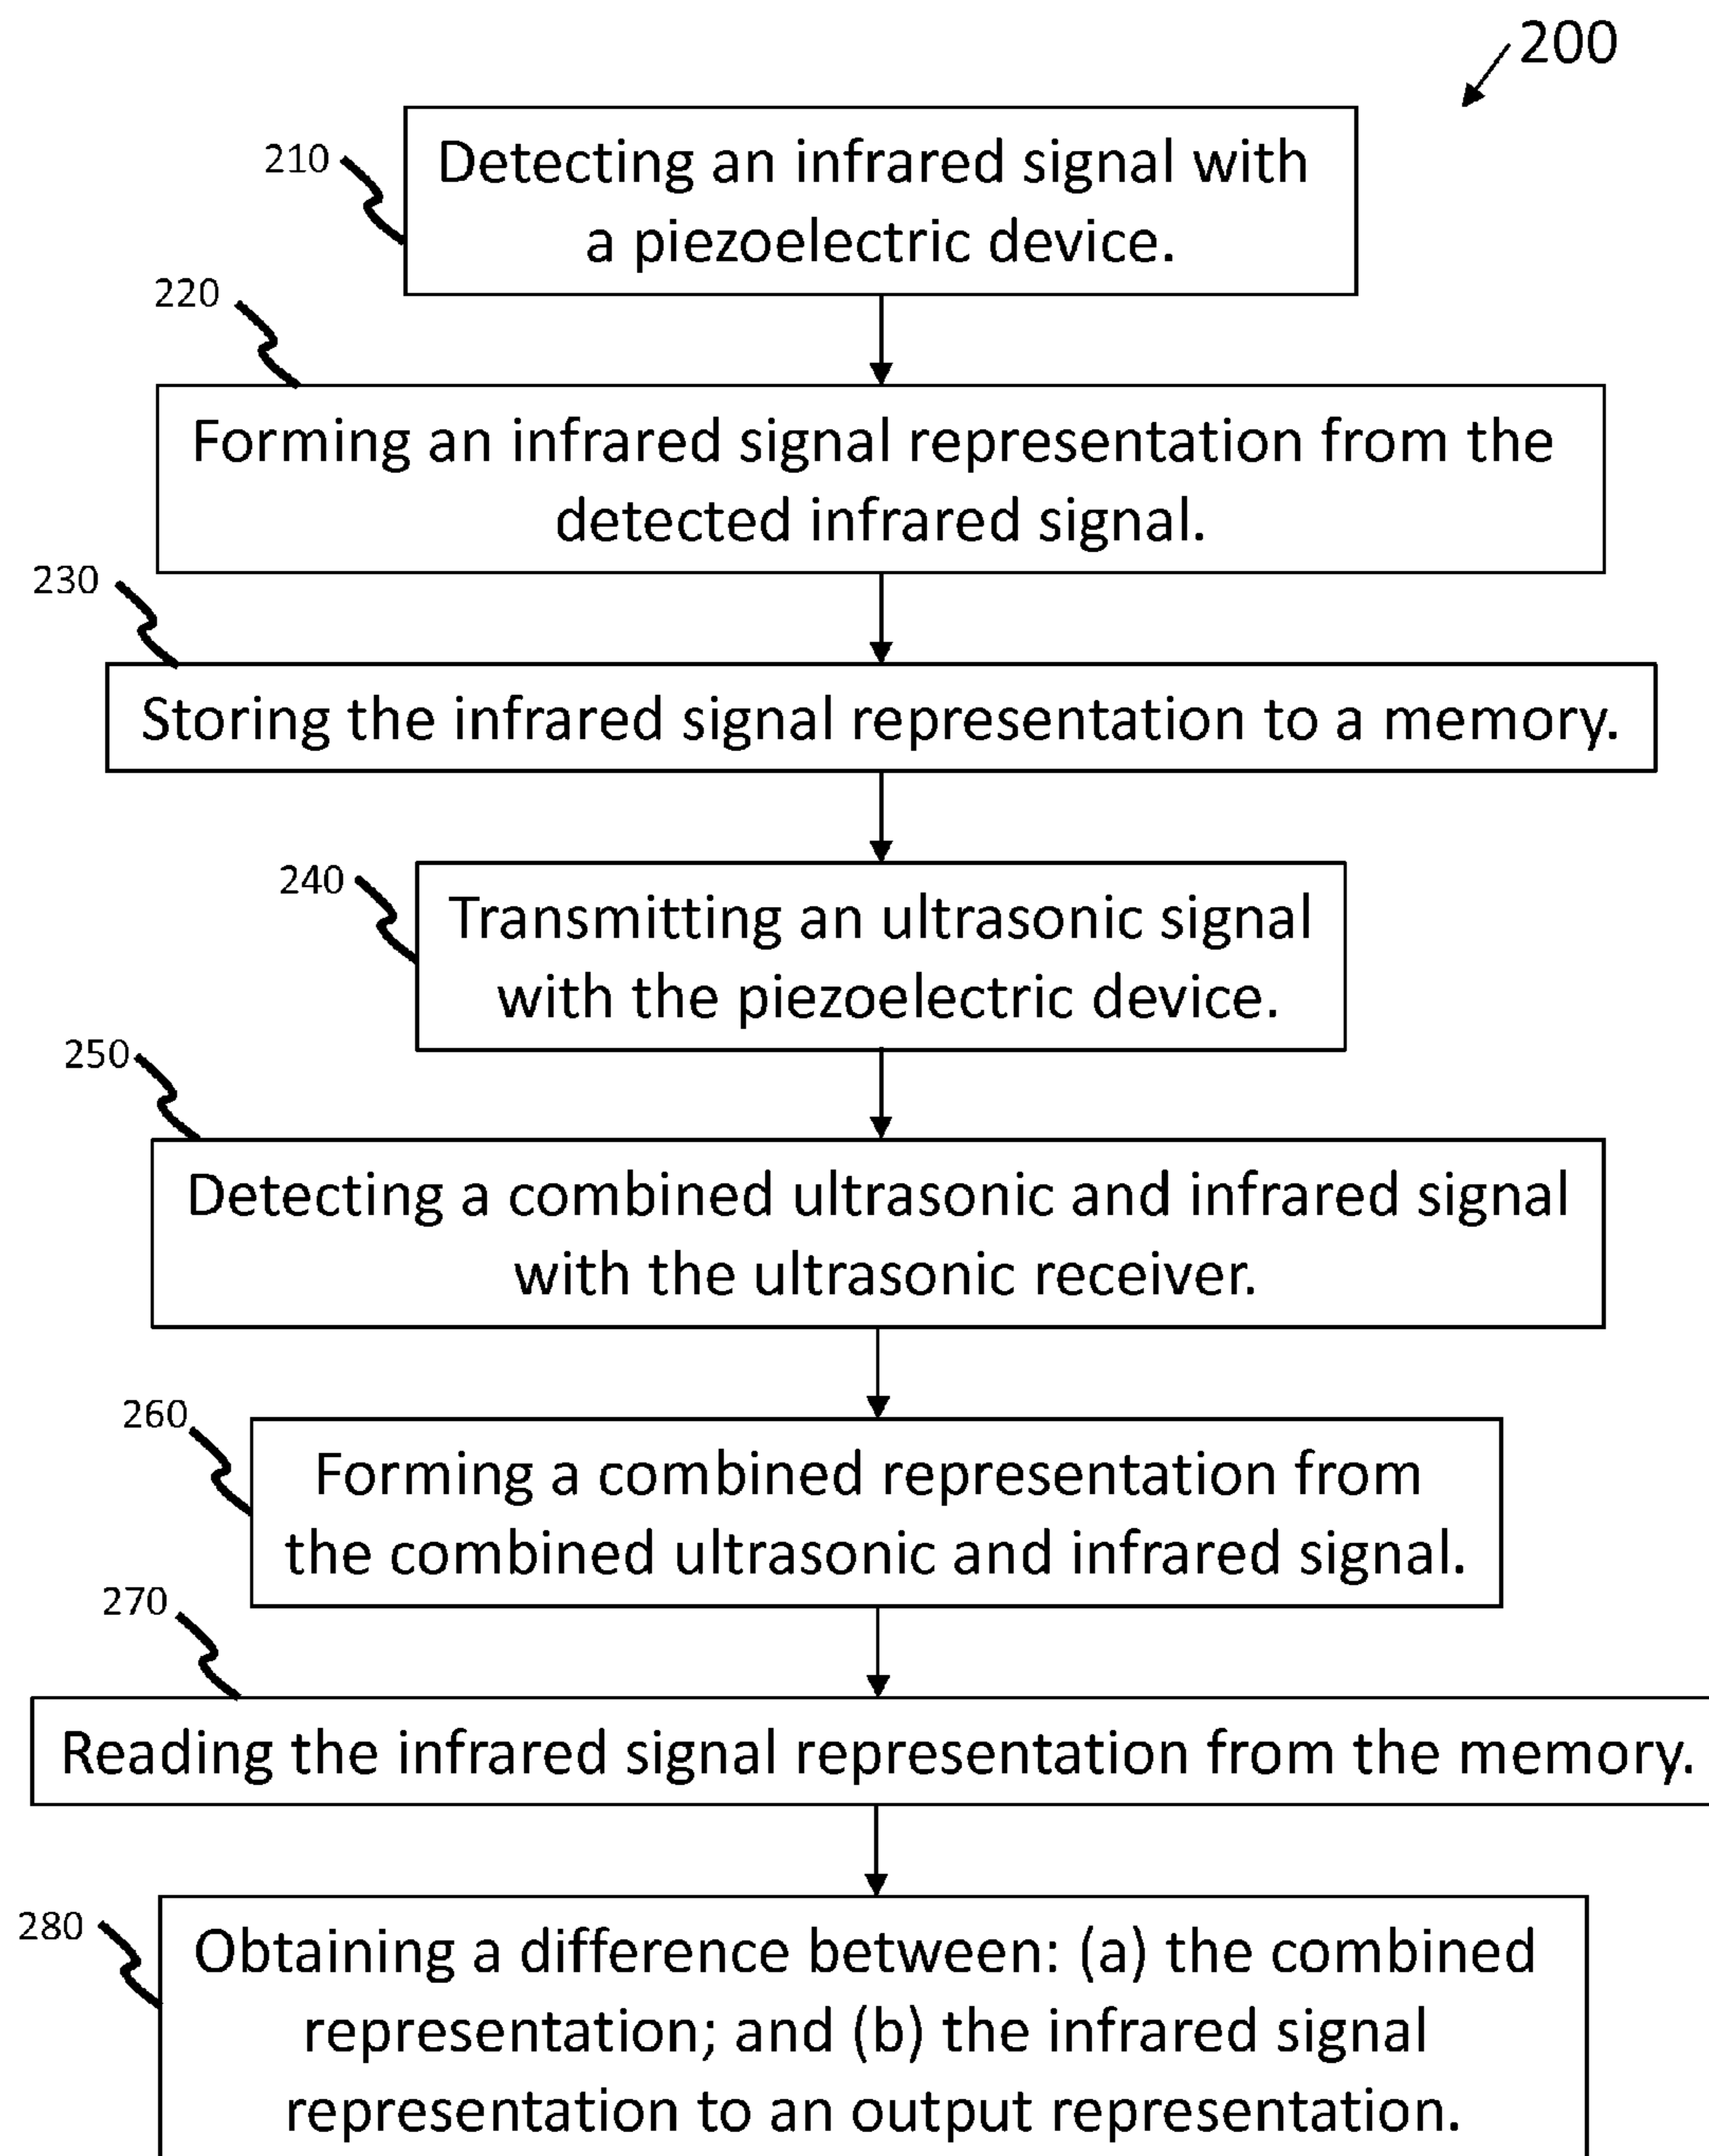 200
210
Detecting an infrared signal with
a piezoelectric device.
220
Forming an infrared signal representation from the
detected infrared signal.
230
Storing the infrared signal representation to a memory.
240
Transmitting an ultrasonic signal
with the piezoelectric device.
250
Detecting a combined ultrasonic and infrared signal
with the ultrasonic receiver.
260
Forming a combined representation from
the combined ultrasonic and infrared signal.
270
Reading the infrared signal representation from the memory.
280
Obtaining a difference between: (a) the combined
representation; and (b) the infrared signal
representation to an output representation.